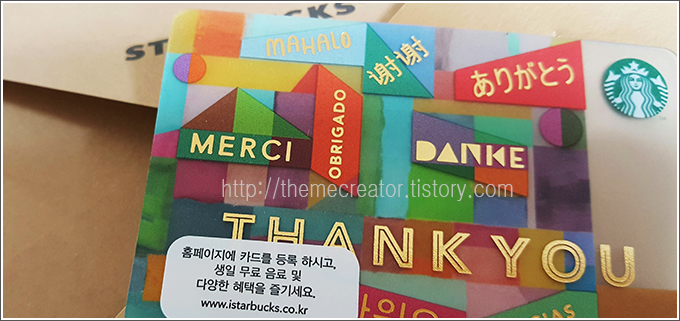 STARBUCKS
MAHALO
谢谢
ありがとう
MERCI
OBRIGADO
DANKE
http://themecreator.tistory.com
THANK YOU
홈페이지에 카드를 등록 하시고,
생일 무료 음료 및
다양한 혜택을 즐기세요.
www.istarbucks.co.kr